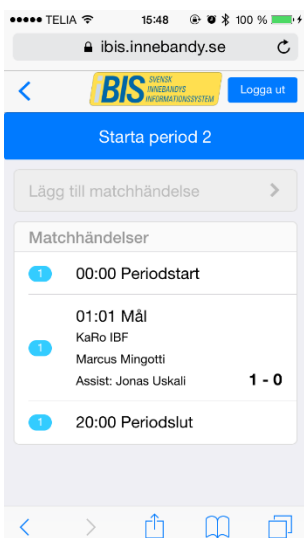 TELIA 15:48 100 %
ibis.innebandy.se
BIS SVENSK
INNEBANDYS
INFORMATIONSSYSTEM
Logga ut
Starta period 2
Lägg till matchhändelse
Matchhändelser
1 00:00 Periodstart
01:01 Mål
KaRo IBF
1 Marcus Mingotti
Assist: Jonas Uskali 1 - 0
1 20:00 Periodslut